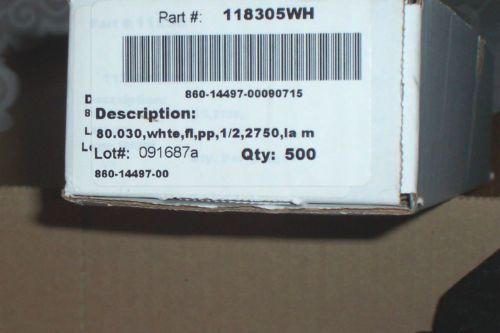 Part #: 118305WH
860-14497-00090715
Description:
80.030,whte,fl,pp,1/2,2750,la m
Lot#: 091687a Qty: 500
860-14497-00